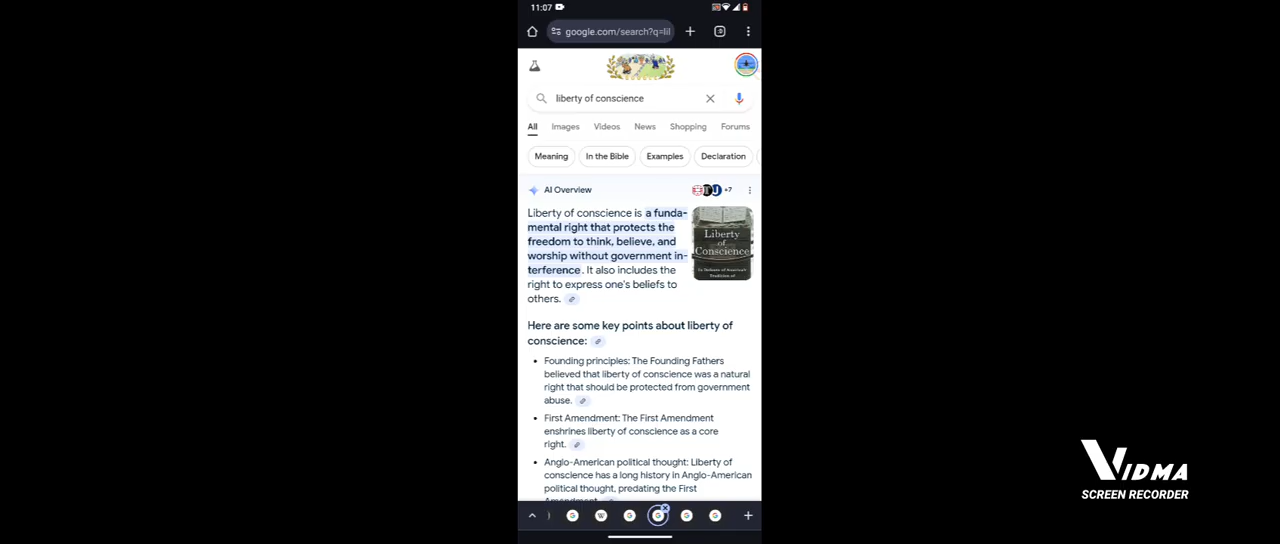 11:07
google.com/search?q=lil
liberty of conscience
All Images Videos News Shopping Forums
Meaning In the Bible Examples Declaration
AI Overview +7
Liberty of conscience is a funda-
mental right that protects the
freedom to think, believe, and
worship without government in-
terference. It also includes the
right to express one's beliefs to
others.
Liberty
of
Conscience
Here are some key points about liberty of
conscience:
• Founding principles: The Founding Fathers
believed that liberty of conscience was a natural
right that should be protected from government
abuse.
• First Amendment: The First Amendment
enshrines liberty of conscience as a core
right.
• Anglo-American political thought: Liberty of
conscience has a long history in Anglo-American
political thought, predating the First
Amendment.
VIDMA
SCREEN RECORDER